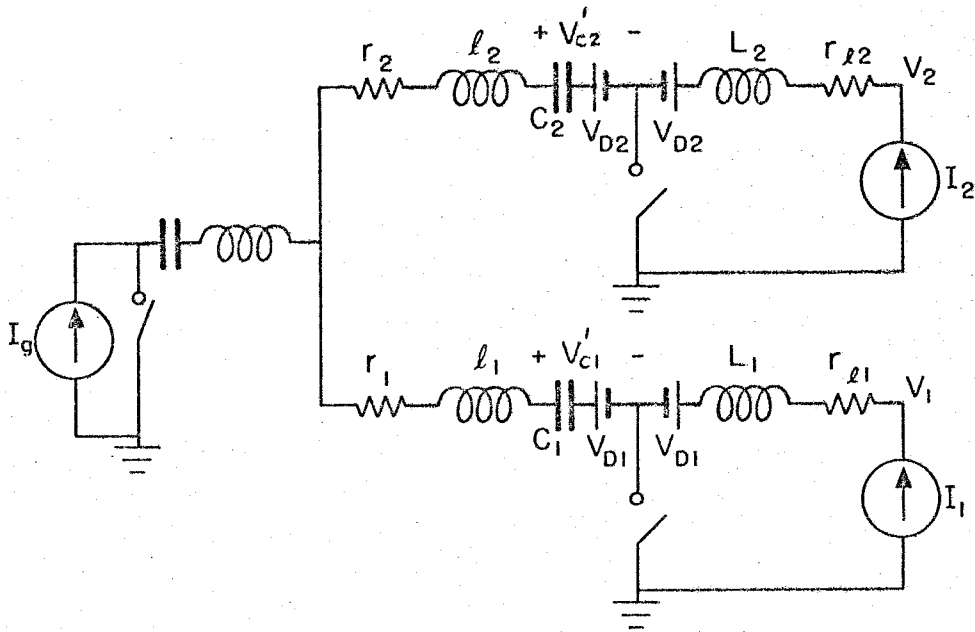 r₂ ℓ₂ + V'c2 - L₂ rℓ2 V₂
C₂ VD2 VD2
I₂
Ig
r₁ ℓ₁ + V'c1 - L₁ rℓ1 V₁
C₁ VD1 VD1
I₁